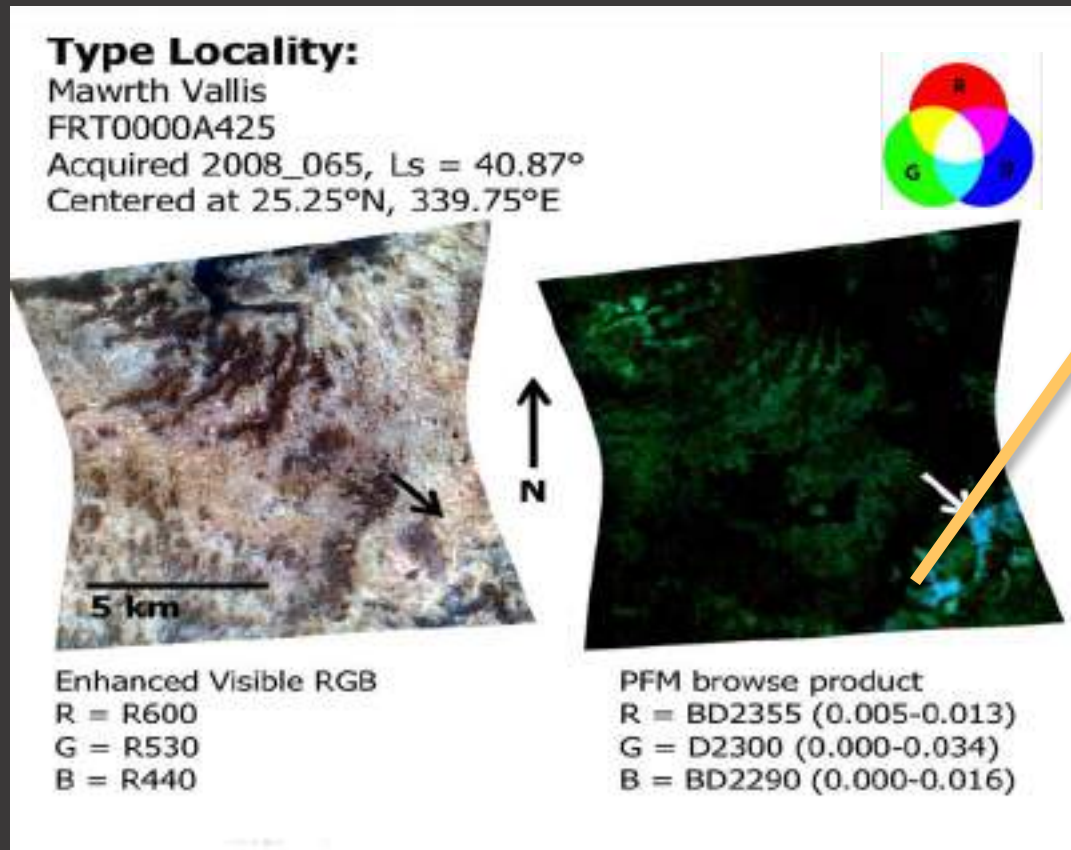 Type Locality:
Mawrth Vallis
FRT0000A425
Acquired 2008_065, Ls = 40.87°
Centered at 25.25°N, 339.75°E
R
G
N
5 km
Enhanced Visible RGB
R = R600
G = R530
B = R440
PFM browse product
R = BD2355 (0.005-0.013)
G = D2300 (0.000-0.034)
B = BD2290 (0.000-0.016)